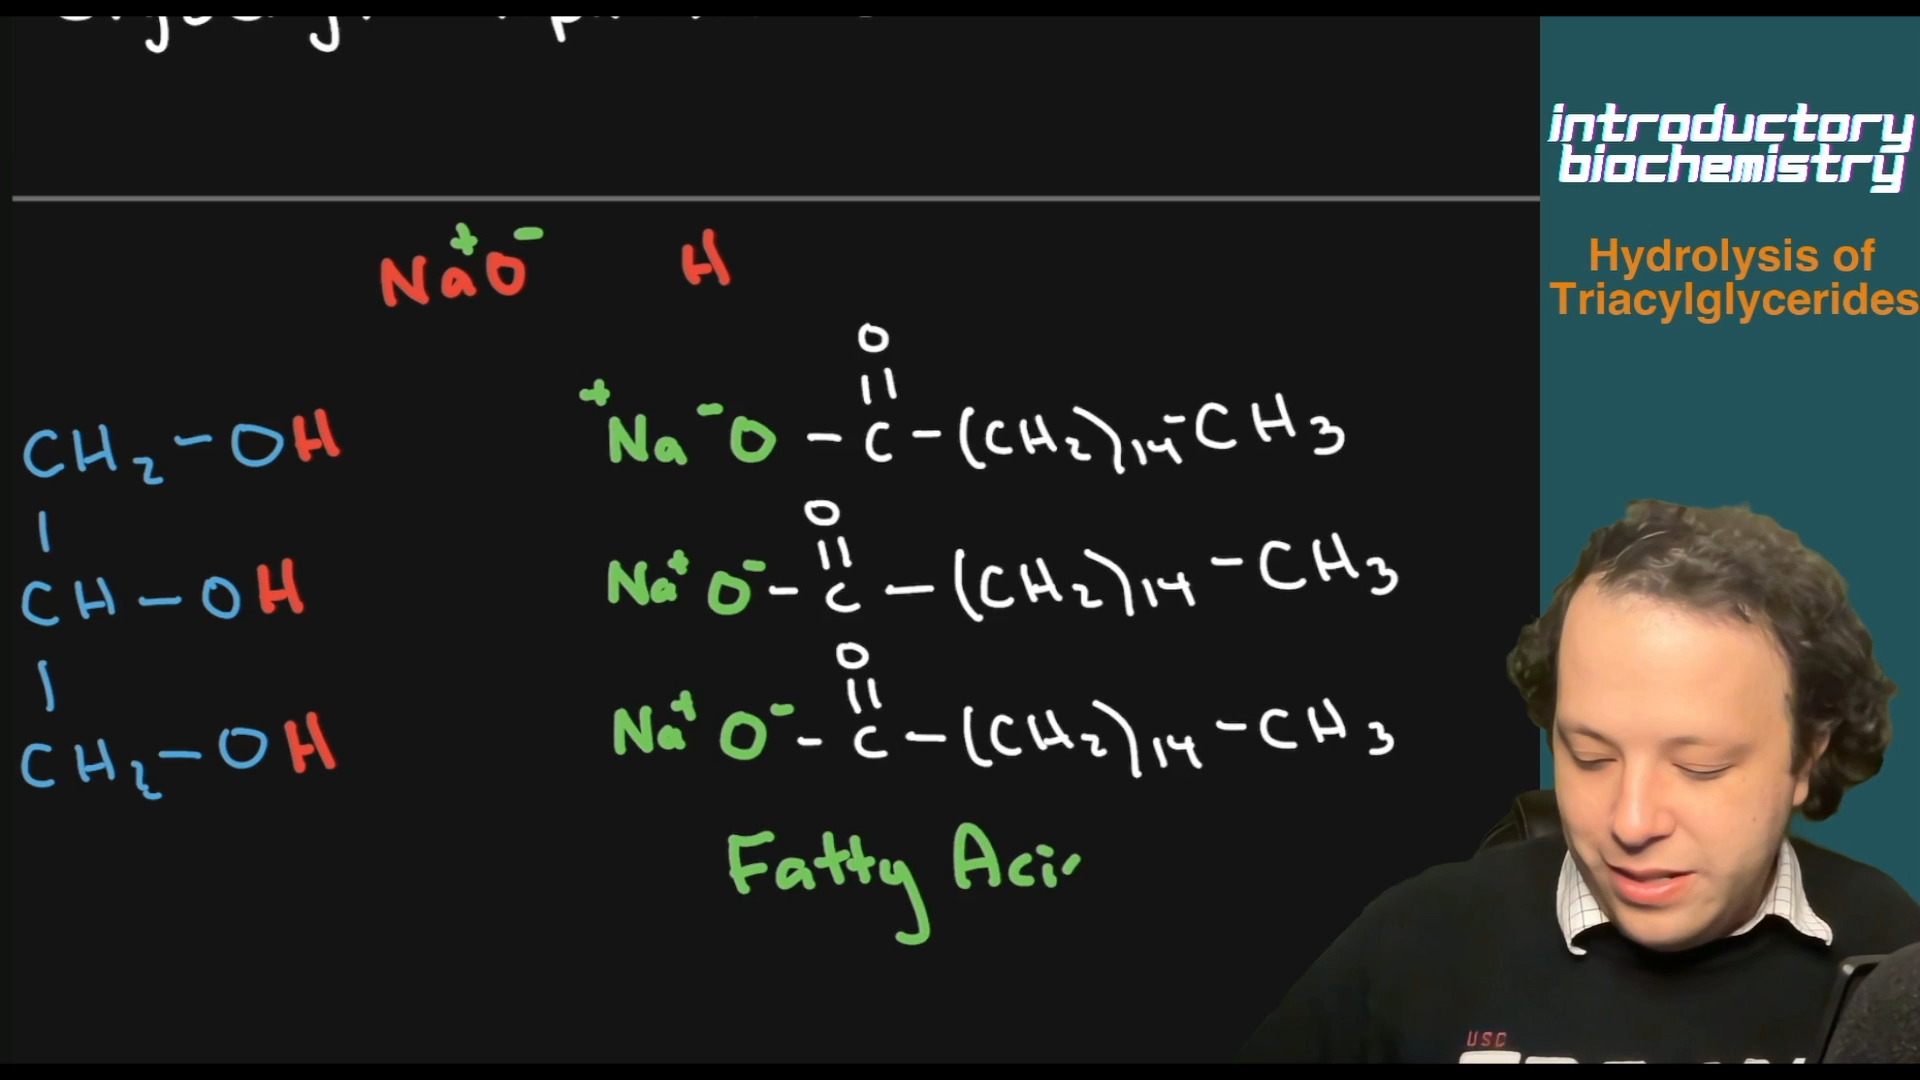 introductory
biochemistry
Hydrolysis of
Triacylglycerides
Na⁺O⁻ H
O
||
CH₂-OH ⁺Na⁻O-C-(CH₂)₁₄-CH₃
|
O
||
CH-OH Na⁺O⁻-C-(CH₂)₁₄-CH₃
|
O
||
CH₂-OH Na⁺O⁻-C-(CH₂)₁₄-CH₃
Fatty Aci
USC